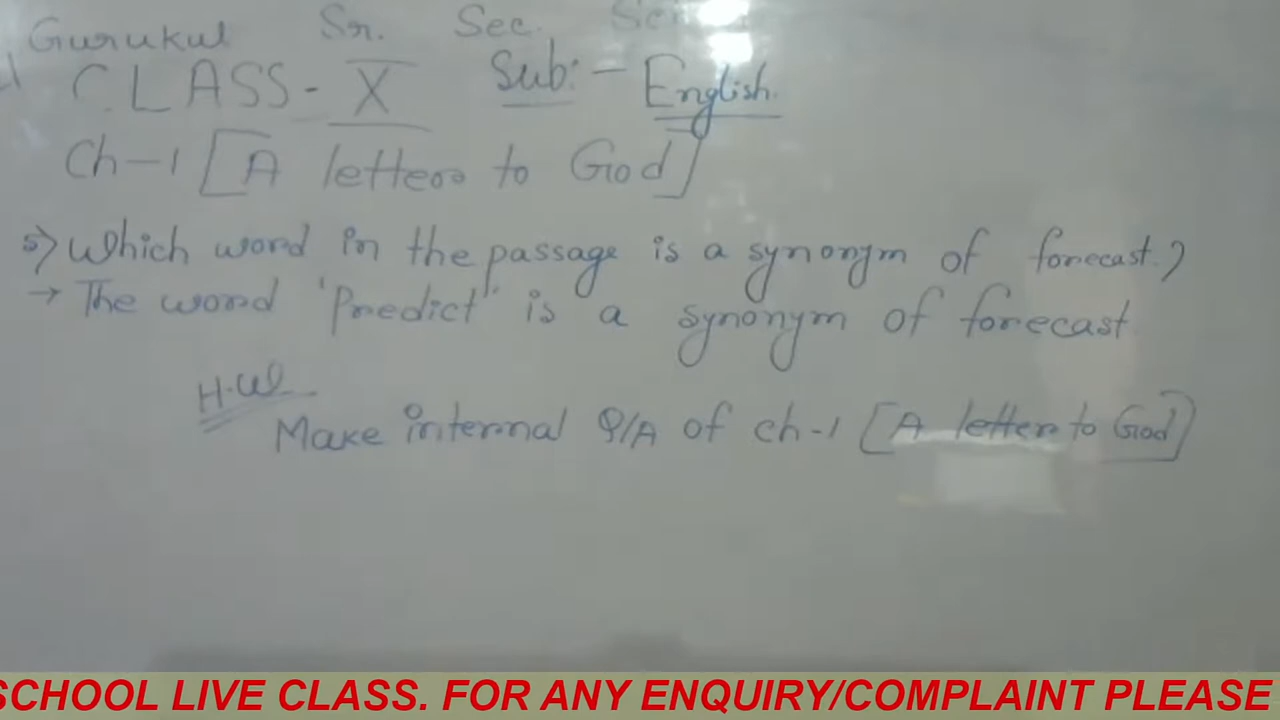 Gurukul Sr. Sec.
CLASS - X Sub:- English.
Ch-1 [A letter to God]
5) Which word in the passage is a synonym of forecast?
→ The word 'Predict" is a synonym of forecast
H.W
Make internal Q/A of ch-1 [A letter to God]
SCHOOL LIVE CLASS. FOR ANY ENQUIRY/COMPLAINT PLEASE